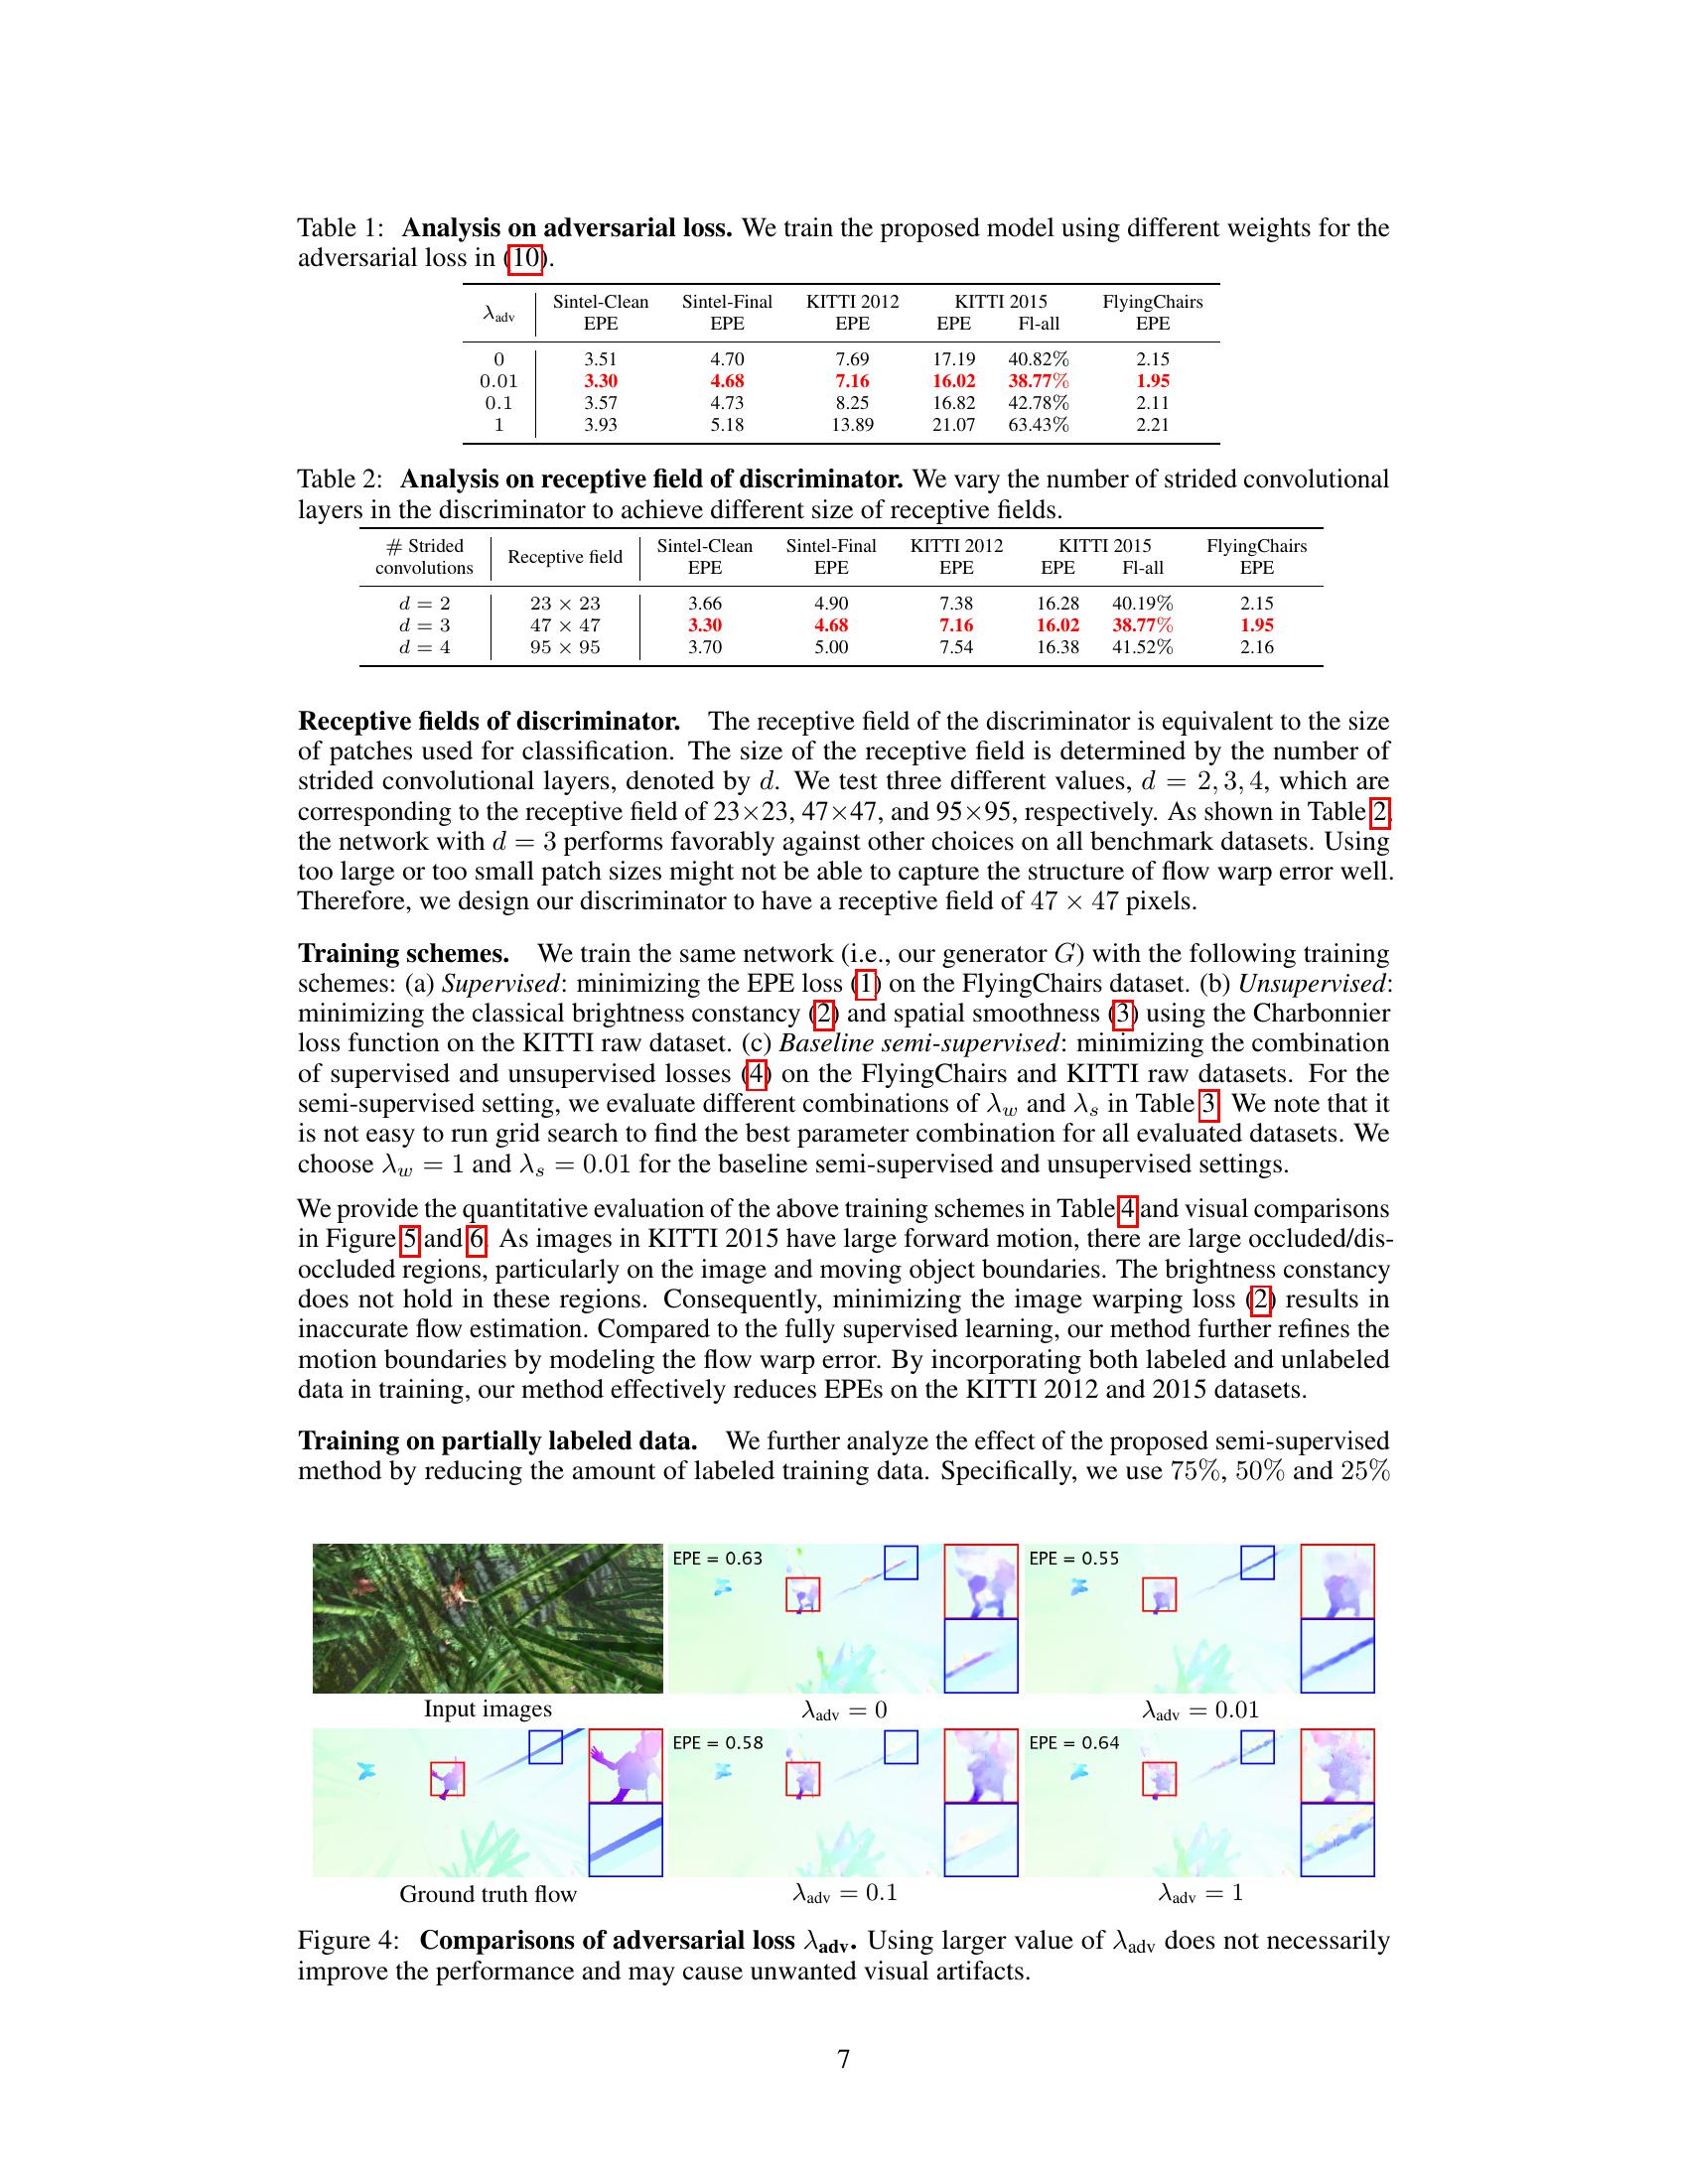 Table 1: Analysis on adversarial loss. We train the proposed model using different weights for the
adversarial loss in (10).
λadv Sintel-Clean Sintel-Final KITTI 2012 KITTI 2015 FlyingChairs
EPE EPE EPE EPE Fl-all EPE
0 3.51 4.70 7.69 17.19 40.82% 2.15
0.01 3.30 4.68 7.16 16.02 38.77% 1.95
0.1 3.57 4.73 8.25 16.82 42.78% 2.11
1 3.93 5.18 13.89 21.07 63.43% 2.21
Table 2: Analysis on receptive field of discriminator. We vary the number of strided convolutional
layers in the discriminator to achieve different size of receptive fields.
# Strided Receptive field Sintel-Clean Sintel-Final KITTI 2012 KITTI 2015 FlyingChairs
convolutions EPE EPE EPE EPE Fl-all EPE
d = 2 23 × 23 3.66 4.90 7.38 16.28 40.19% 2.15
d = 3 47 × 47 3.30 4.68 7.16 16.02 38.77% 1.95
d = 4 95 × 95 3.70 5.00 7.54 16.38 41.52% 2.16
Receptive fields of discriminator. The receptive field of the discriminator is equivalent to the size
of patches used for classification. The size of the receptive field is determined by the number of
strided convolutional layers, denoted by d. We test three different values, d = 2, 3, 4, which are
corresponding to the receptive field of 23×23, 47×47, and 95×95, respectively. As shown in Table 2,
the network with d = 3 performs favorably against other choices on all benchmark datasets. Using
too large or too small patch sizes might not be able to capture the structure of flow warp error well.
Therefore, we design our discriminator to have a receptive field of 47 × 47 pixels.
Training schemes. We train the same network (i.e., our generator G) with the following training
schemes: (a) Supervised: minimizing the EPE loss (1) on the FlyingChairs dataset. (b) Unsupervised:
minimizing the classical brightness constancy (2) and spatial smoothness (3) using the Charbonnier
loss function on the KITTI raw dataset. (c) Baseline semi-supervised: minimizing the combination
of supervised and unsupervised losses (4) on the FlyingChairs and KITTI raw datasets. For the
semi-supervised setting, we evaluate different combinations of λw and λs in Table 3. We note that it
is not easy to run grid search to find the best parameter combination for all evaluated datasets. We
choose λw = 1 and λs = 0.01 for the baseline semi-supervised and unsupervised settings.
We provide the quantitative evaluation of the above training schemes in Table 4 and visual comparisons
in Figure 5 and 6. As images in KITTI 2015 have large forward motion, there are large occluded/dis-
occluded regions, particularly on the image and moving object boundaries. The brightness constancy
does not hold in these regions. Consequently, minimizing the image warping loss (2) results in
inaccurate flow estimation. Compared to the fully supervised learning, our method further refines the
motion boundaries by modeling the flow warp error. By incorporating both labeled and unlabeled
data in training, our method effectively reduces EPEs on the KITTI 2012 and 2015 datasets.
Training on partially labeled data. We further analyze the effect of the proposed semi-supervised
method by reducing the amount of labeled training data. Specifically, we use 75%, 50% and 25%
EPE = 0.63 EPE = 0.55
Input images λadv = 0 λadv = 0.01
EPE = 0.58 EPE = 0.64
Ground truth flow λadv = 0.1 λadv = 1
Figure 4: Comparisons of adversarial loss λadv. Using larger value of λadv does not necessarily
improve the performance and may cause unwanted visual artifacts.
7